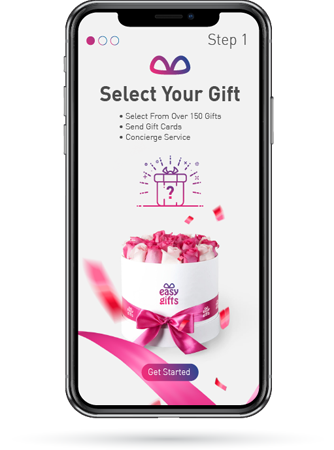 Step 1
Select Your Gift
Select From Over 150 Gifts
Send Gift Cards
Concierge Service
?
easy
gifts
Get Started